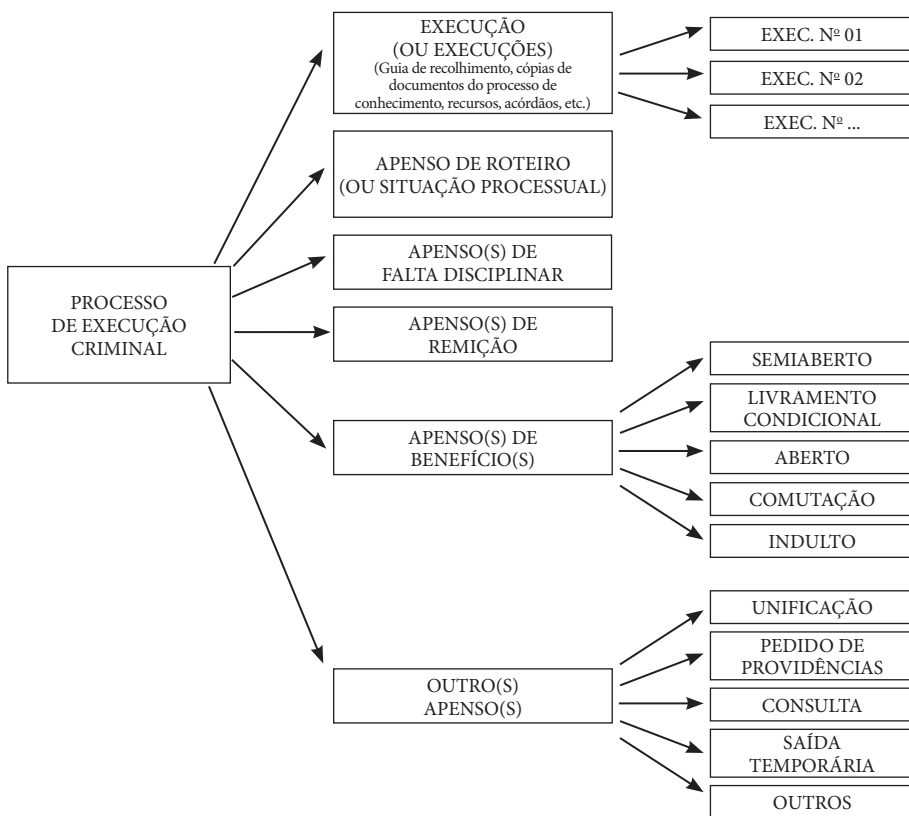 PROCESSO
DE EXECUÇÃO
CRIMINAL
EXECUÇÃO
(OU EXECUÇÕES)
(Guia de recolhimento, cópias de
documentos do processo de
conhecimento, recursos, acórdãos, etc.)
EXEC. Nº 01
EXEC. Nº 02
EXEC. Nº ...
APENSO DE ROTEIRO
(OU SITUAÇÃO PROCESSUAL)
APENSO(S) DE
FALTA DISCIPLINAR
APENSO(S) DE
REMIÇÃO
APENSO(S) DE
BENEFÍCIO(S)
SEMIABERTO
LIVRAMENTO
CONDICIONAL
ABERTO
COMUTAÇÃO
INDULTO
OUTRO(S)
APENSO(S)
UNIFICAÇÃO
PEDIDO DE
PROVIDÊNCIAS
CONSULTA
SAÍDA
TEMPORÁRIA
OUTROS